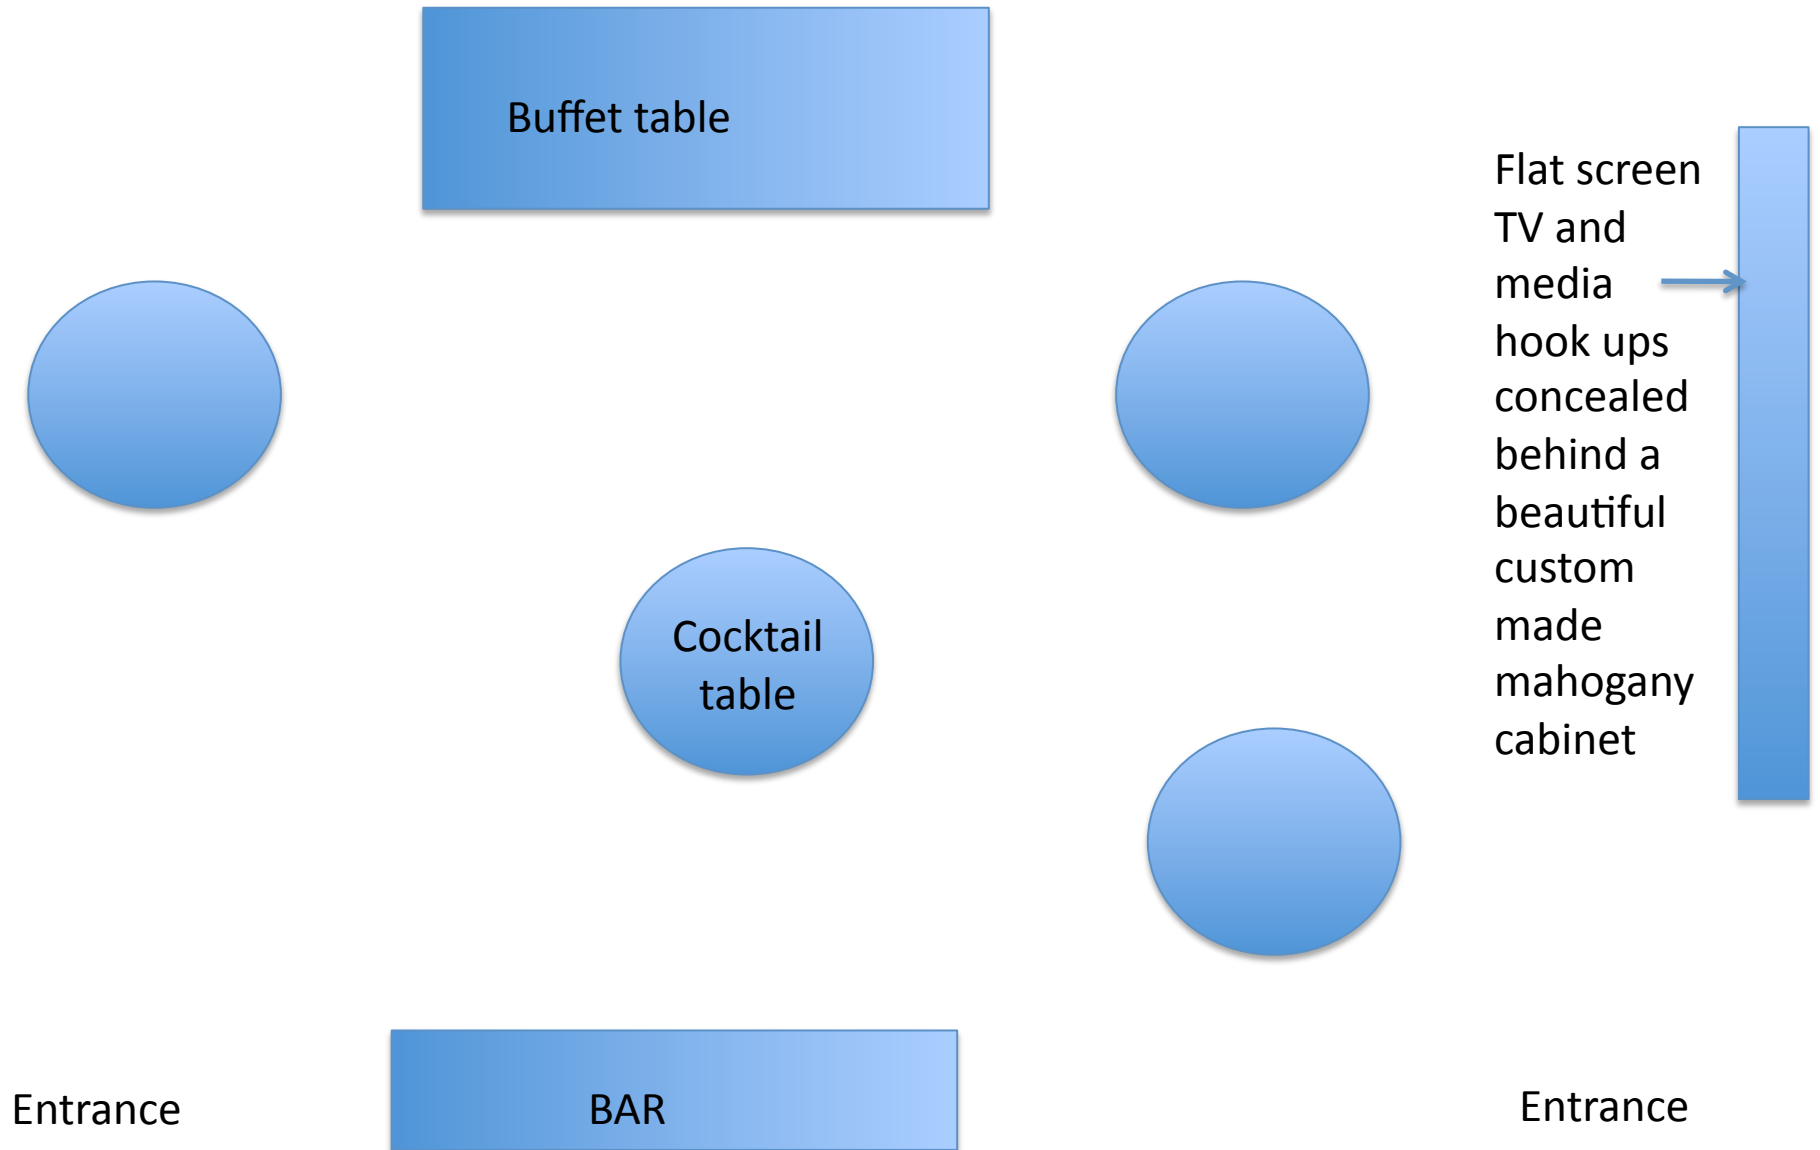 Buffet table
Flat screen
TV and
media
hook ups
concealed
behind a
beautiful
custom
made
mahogany
cabinet
Cocktail
table
Entrance
BAR
Entrance